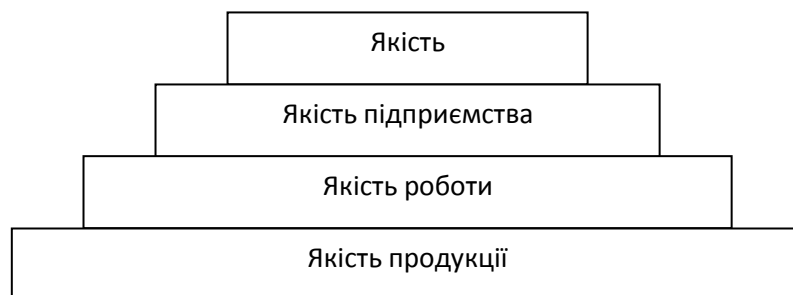 Якість
Якість підприємства
Якість роботи
Якість продукції